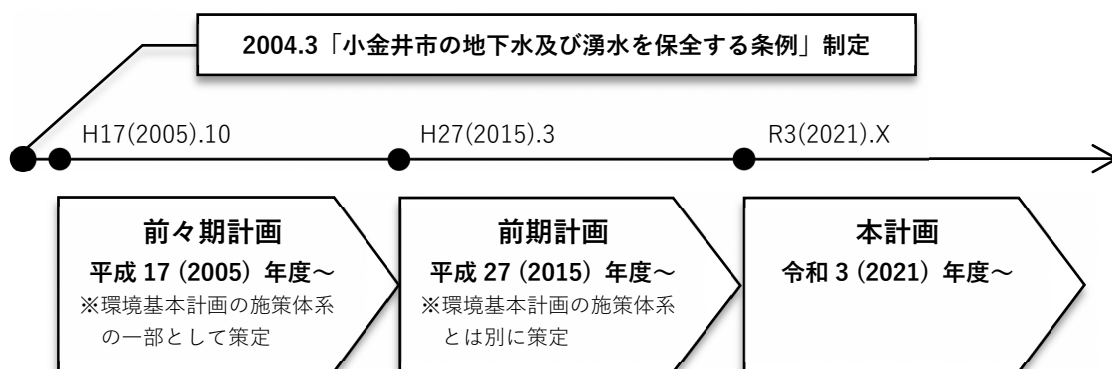 2004.3「小金井市の地下水及び湧水を保全する条例」制定
H17(2005).10
H27(2015).3
R3(2021).X
前々期計画
平成 17 (2005) 年度～
※環境基本計画の施策体系
の一部として策定
前期計画
平成 27 (2015) 年度～
※環境基本計画の施策体系
とは別に策定
本計画
令和 3 (2021) 年度～